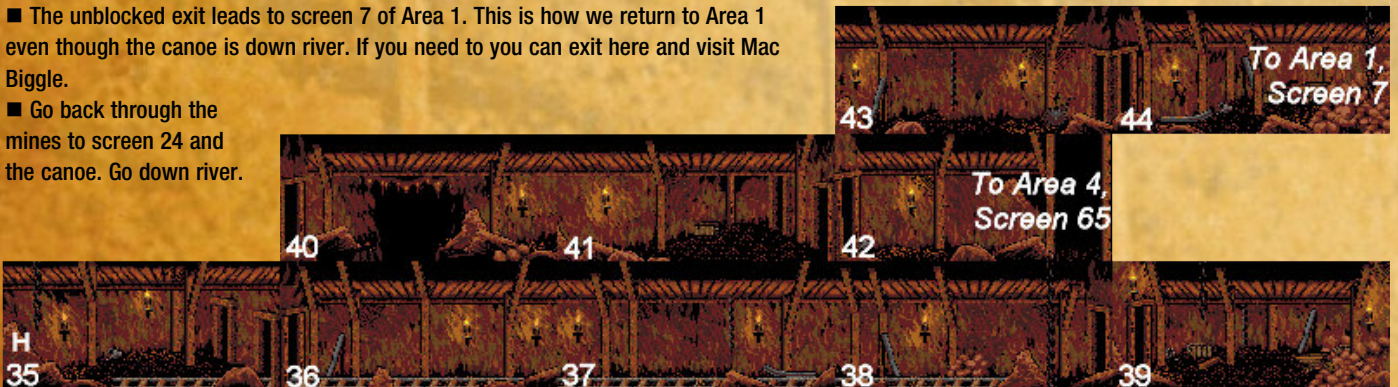 ■ The unblocked exit leads to screen 7 of Area 1. This is how we return to Area 1
even though the canoe is down river. If you need to you can exit here and visit Mac
Biggle.
■ Go back through the
mines to screen 24 and
the canoe. Go down river.
43
44
To Area 1,
Screen 7
40
41
42
To Area 4,
Screen 65
H
35
36
37
38
39